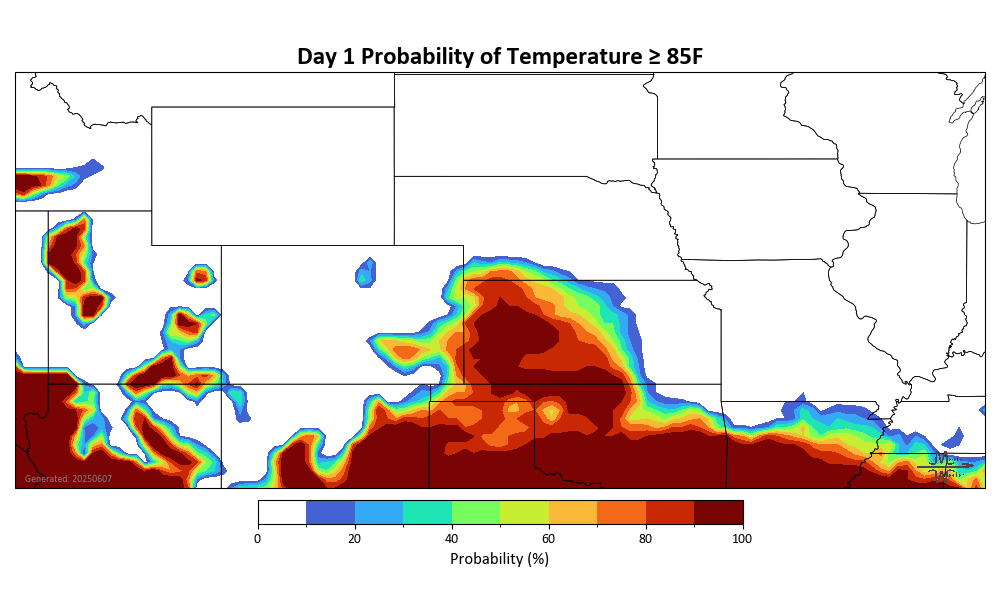 Day 1 Probability of Temperature ≥ 85F
Generated: 20250607
0 20 40 60 80 100
Probability (%)